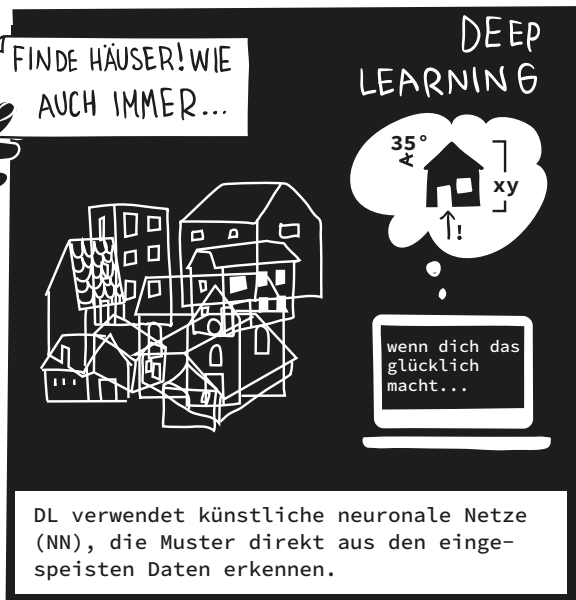 FINDE HÄUSER! WIE
AUCH IMMER...
DEEP
LEARNING
35°
xy
!
wenn dich das
glücklich
macht...
DL verwendet künstliche neuronale Netze
(NN), die Muster direkt aus den einge-
speisten Daten erkennen.